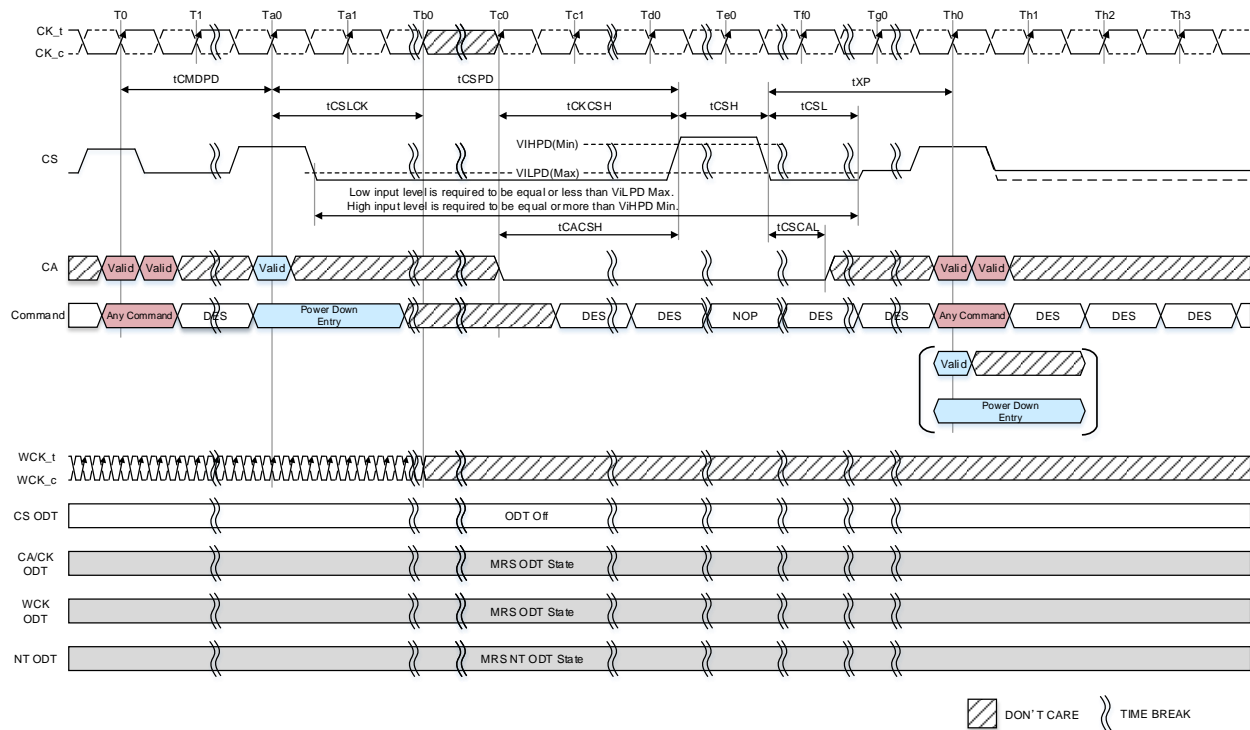 T0 T1 Ta0 Ta1 Tb0 Tc0 Tc1 Td0 Te0 Tf0 Tg0 Th0 Th1 Th2 Th3
CK_t
CK_c
tCMDPD tCSPD tXP
tCSLCK tCKCSH tCSH tCSL
VIHPD(Min)
CS
VILPD(Max)
Low input level is required to be equal or less than ViLPD Max.
High input level is required to be equal or more than ViHPD Min.
tCACSH tCSCAL
CA Valid Valid Valid Valid Valid
Command Any Command DES Power Down Entry DES DES NOP DES DES Any Command DES DES DES
Valid
Power Down
Entry
WCK_t
WCK_c
CS ODT ODT Off
CA/CK
ODT MRS ODT State
WCK
ODT MRS ODT State
NT ODT MRS NT ODT State
DON'T CARE TIME BREAK